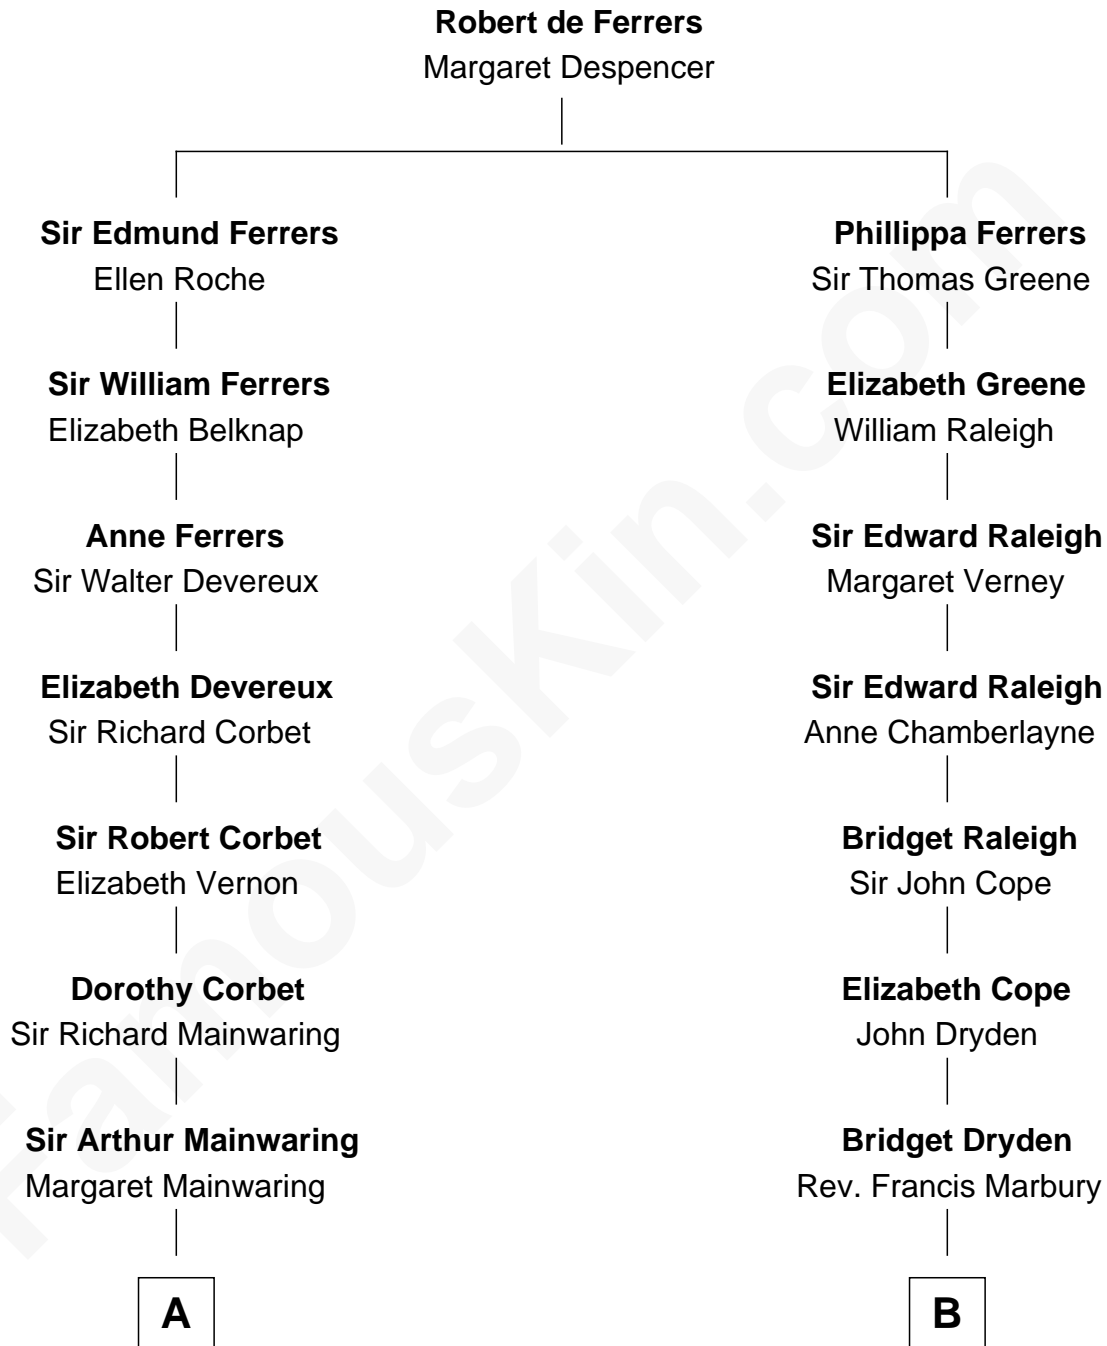 Robert de Ferrers
Margaret Despencer
Sir Edmund Ferrers
Ellen Roche
Sir William Ferrers
Elizabeth Belknap
Anne Ferrers
Sir Walter Devereux
Elizabeth Devereux
Sir Richard Corbet
Sir Robert Corbet
Elizabeth Vernon
Dorothy Corbet
Sir Richard Mainwaring
Sir Arthur Mainwaring
Margaret Mainwaring
A
Phillippa Ferrers
Sir Thomas Greene
Elizabeth Greene
William Raleigh
Sir Edward Raleigh
Margaret Verney
Sir Edward Raleigh
Anne Chamberlayne
Bridget Raleigh
Sir John Cope
Elizabeth Cope
John Dryden
Bridget Dryden
Rev. Francis Marbury
B
FamousKin.com